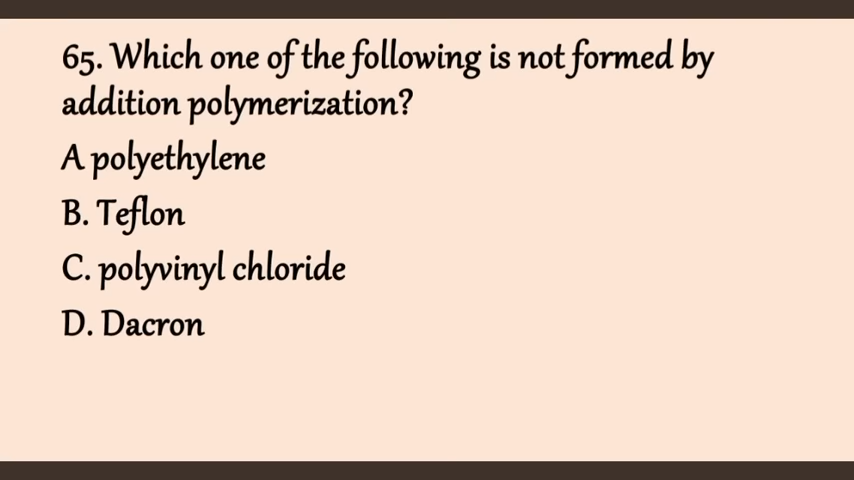 65. Which one of the following is not formed by
addition polymerization?
A polyethylene
B. Teflon
C. polyvinyl chloride
D. Dacron